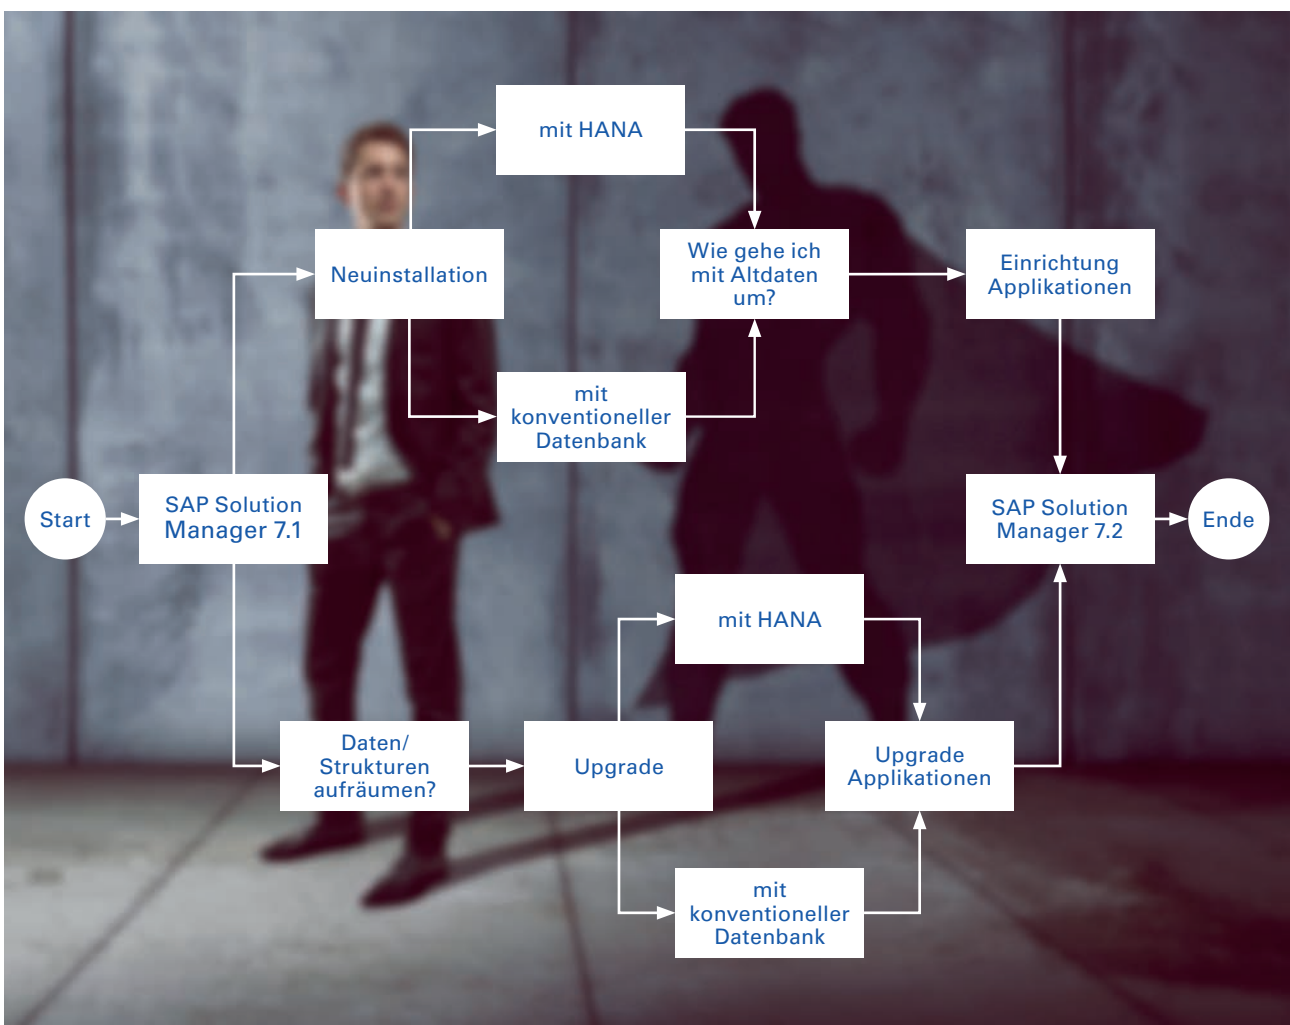 mit HANA
Neuinstallation
Wie gehe ich
mit Altdaten
um?
Einrichtung
Applikationen
mit
konventioneller
Datenbank
Start
SAP Solution
Manager 7.1
SAP Solution
Manager 7.2
Ende
mit HANA
Daten/
Strukturen
aufräumen?
Upgrade
Upgrade
Applikationen
mit
konventioneller
Datenbank